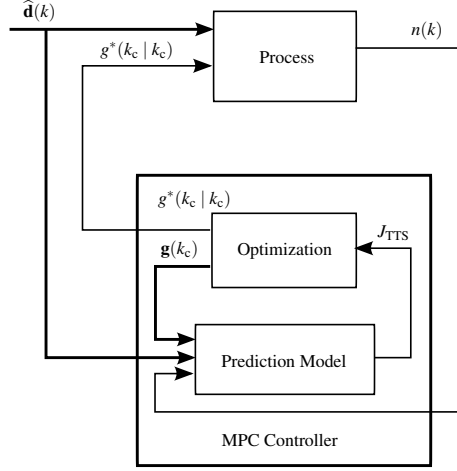 d̂(k)
n(k)
g*(k_c | k_c)
Process
g*(k_c | k_c)
g(k_c)
Optimization
J_TTS
Prediction Model
MPC Controller